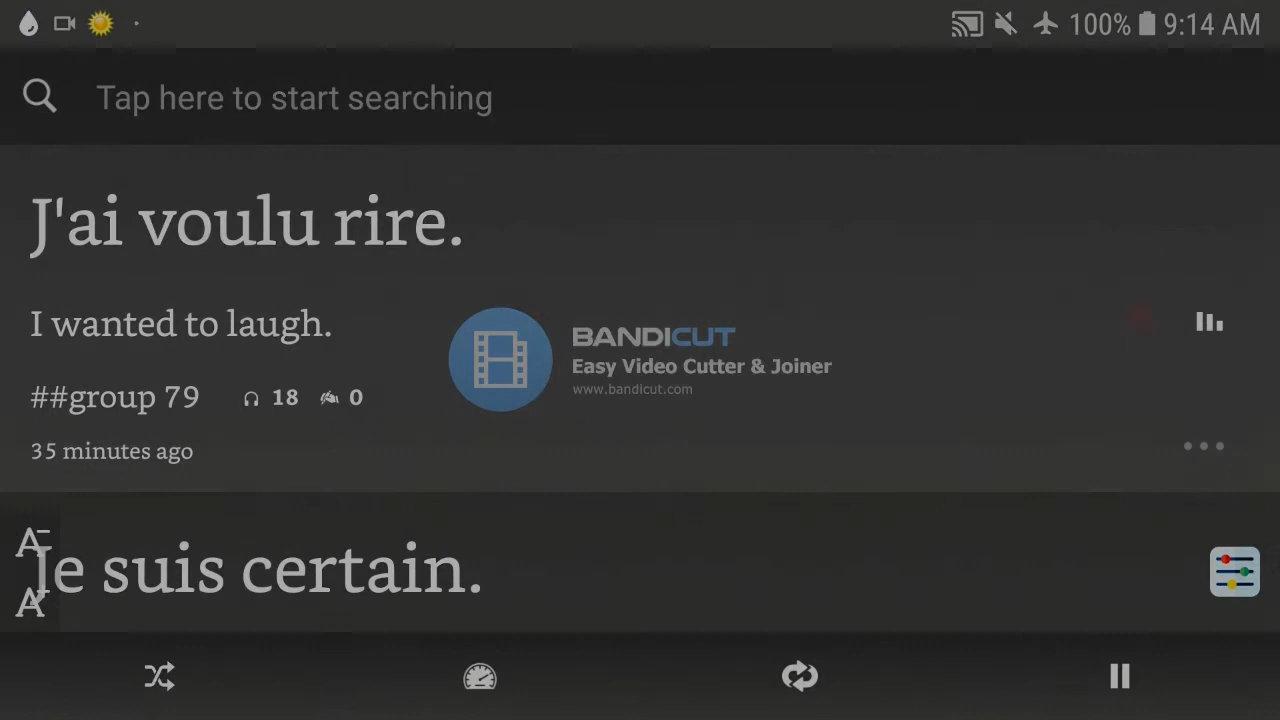 100% 9:14 AM
Tap here to start searching
J'ai voulu rire.
I wanted to laugh.
BANDICUT
Easy Video Cutter & Joiner
www.bandicut.com
##group 79 18 0
35 minutes ago
A-
Je suis certain.
A+